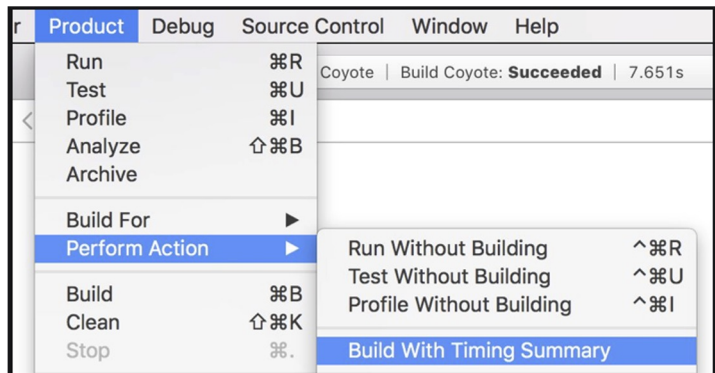 r Product Debug Source Control Window Help
Run ⌘R
Coyote | Build Coyote: Succeeded | 7.651s
Test ⌘U
Profile ⌘I
Analyze ⇧⌘B
Archive
Build For ▶
Perform Action ▶
Run Without Building ^⌘R
Test Without Building ^⌘U
Profile Without Building ^⌘I
Build With Timing Summary
Build ⌘B
Clean ⇧⌘K
Stop ⌘.